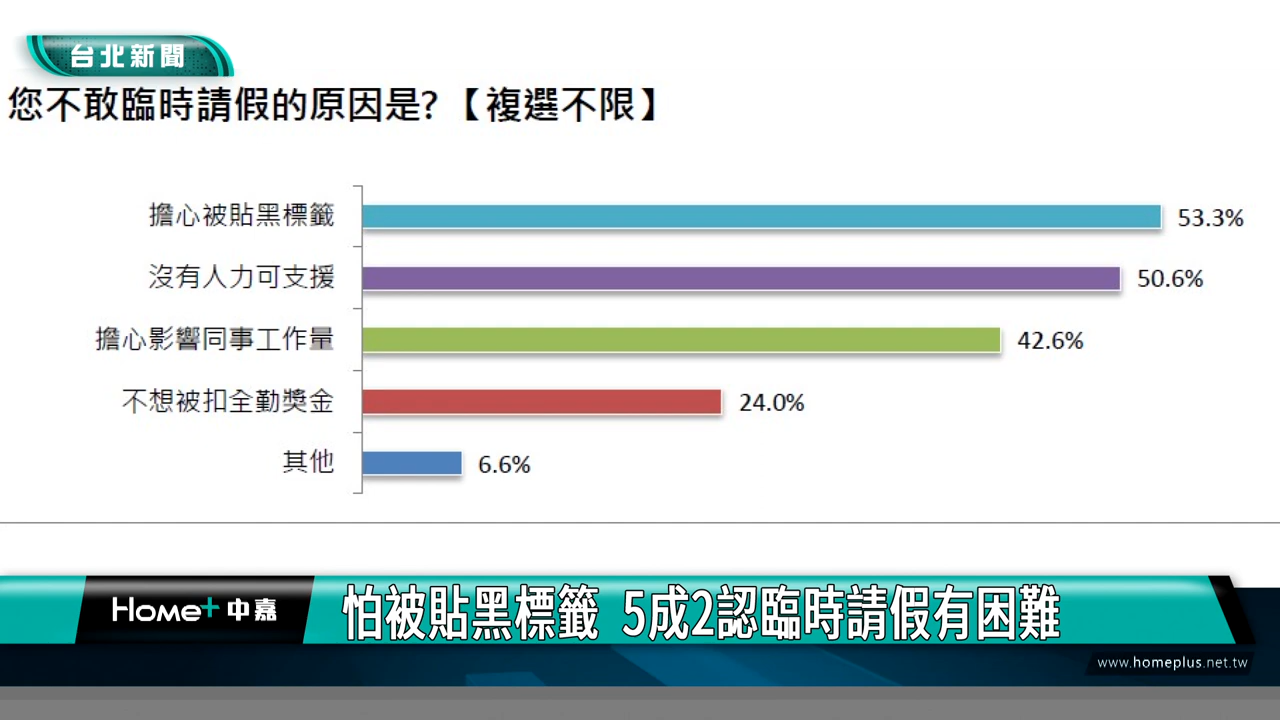 台北新聞
您不敢臨時請假的原因是?【複選不限】
擔心被貼黑標籤 53.3%
沒有人力可支援 50.6%
擔心影響同事工作量 42.6%
不想被扣全勤獎金 24.0%
其他 6.6%
Home+中嘉 怕被貼黑標籤 5成2認臨時請假有困難
www.homeplus.net.tw